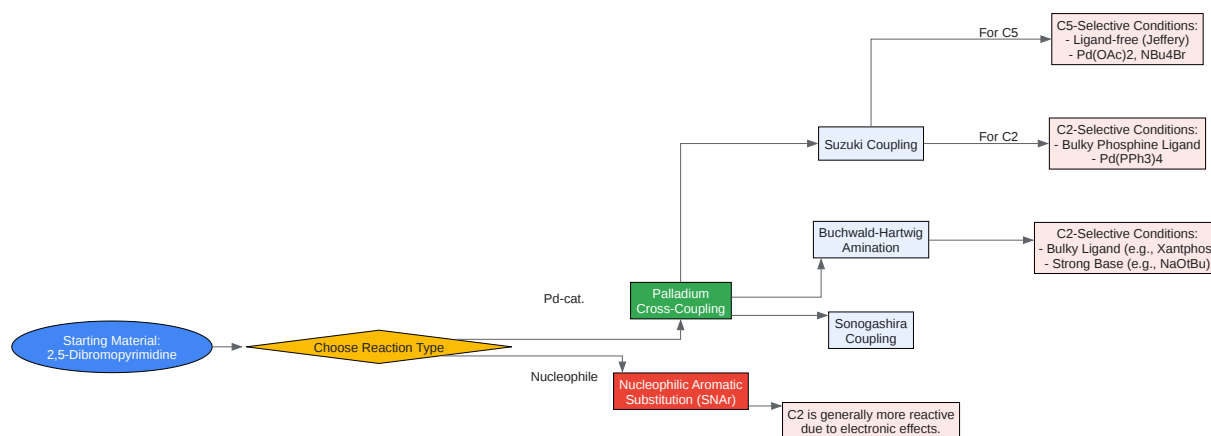 C5-Selective Conditions:
- Ligand-free (Jeffery)
- Pd(OAc)2, NBu4Br
For C5
Suzuki Coupling
For C2
C2-Selective Conditions:
- Bulky Phosphine Ligand
- Pd(PPh3)4
Buchwald-Hartwig
Amination
C2-Selective Conditions:
- Bulky Ligand (e.g., Xantphos
- Strong Base (e.g., NaOtBu)
Pd-cat.
Palladium
Cross-Coupling
Sonogashira
Coupling
Starting Material:
2,5-Dibromopyrimidine
Choose Reaction Type
Nucleophile
Nucleophilic Aromatic
Substitution (SNAr)
C2 is generally more reactive
due to electronic effects.